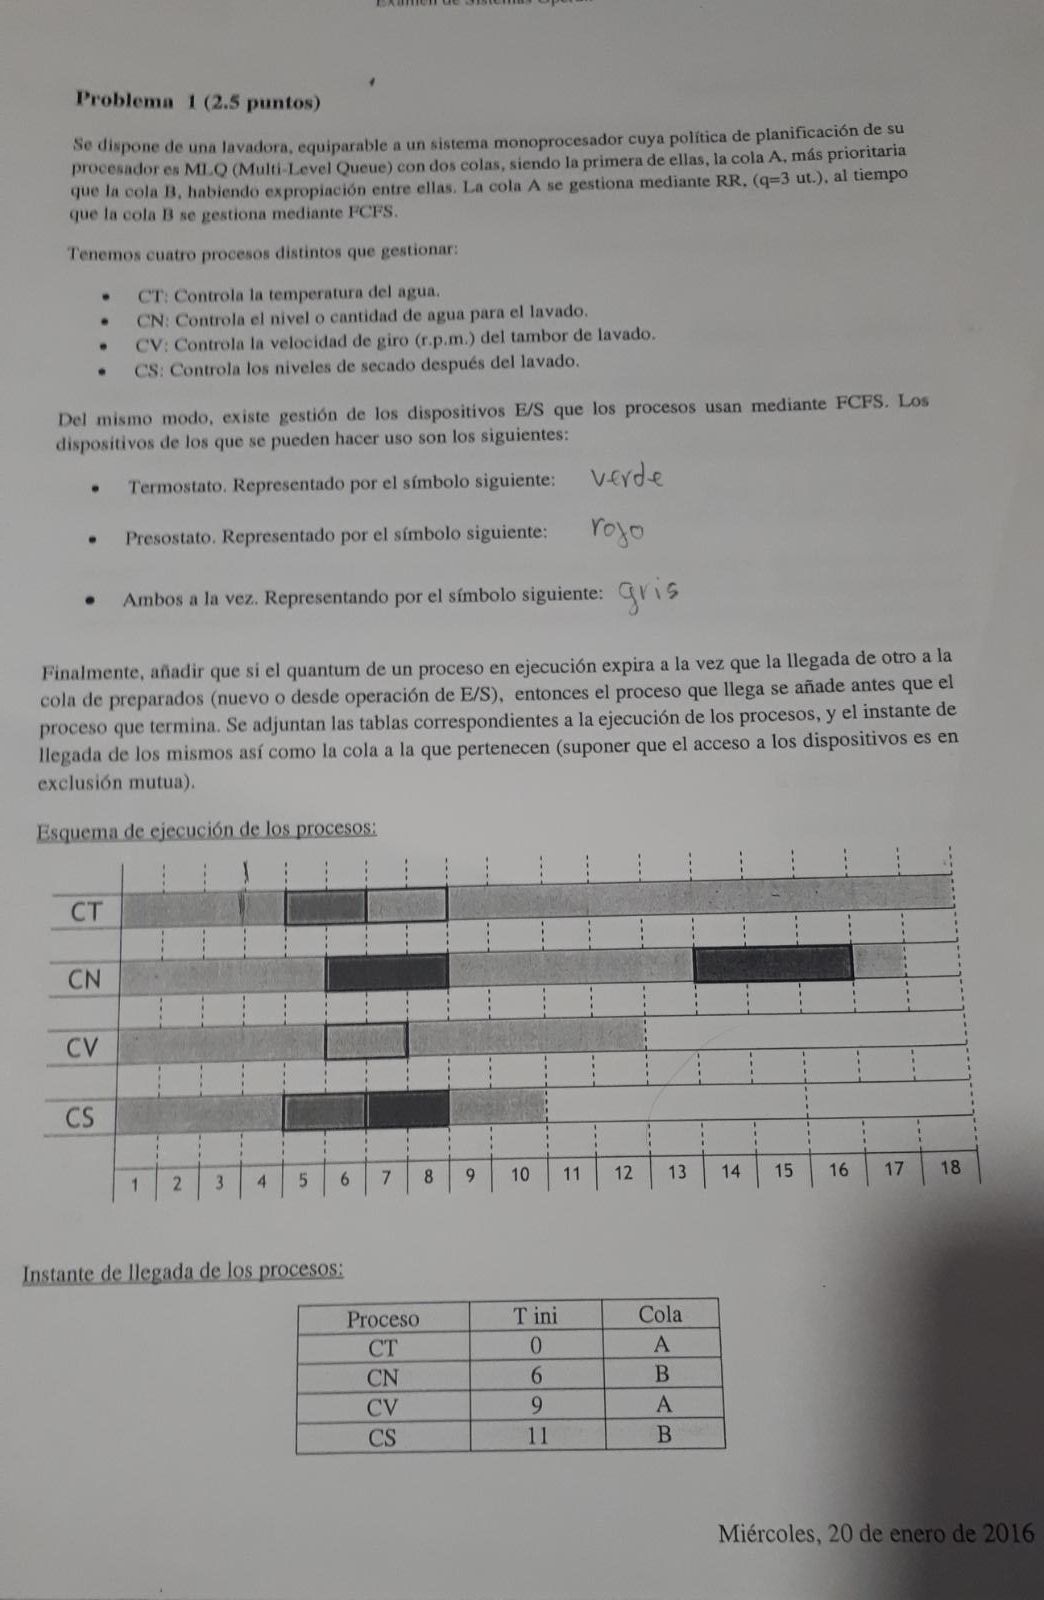 Examen de Sistemas
Problema 1 (2.5 puntos)
Se dispone de una lavadora, equiparable a un sistema monoprocesador cuya política de planificación de su
procesador es MLQ (Multi-Level Queue) con dos colas, siendo la primera de ellas, la cola A, más prioritaria
que la cola B, habiendo expropiación entre ellas. La cola A se gestiona mediante RR, (q=3 ut.), al tiempo
que la cola B se gestiona mediante FCFS.
Tenemos cuatro procesos distintos que gestionar:
• CT: Controla la temperatura del agua.
• CN: Controla el nivel o cantidad de agua para el lavado.
• CV: Controla la velocidad de giro (r.p.m.) del tambor de lavado.
• CS: Controla los niveles de secado después del lavado.
Del mismo modo, existe gestión de los dispositivos E/S que los procesos usan mediante FCFS. Los
dispositivos de los que se pueden hacer uso son los siguientes:
• Termostato. Representado por el símbolo siguiente: verde
• Presostato. Representado por el símbolo siguiente: rojo
• Ambos a la vez. Representando por el símbolo siguiente: gris
Finalmente, añadir que si el quantum de un proceso en ejecución expira a la vez que la llegada de otro a la
cola de preparados (nuevo o desde operación de E/S), entonces el proceso que llega se añade antes que el
proceso que termina. Se adjuntan las tablas correspondientes a la ejecución de los procesos, y el instante de
llegada de los mismos así como la cola a la que pertenecen (suponer que el acceso a los dispositivos es en
exclusión mutua).
Esquema de ejecución de los procesos:
CT
CN
CV
CS
1 2 3 4 5 6 7 8 9 10 11 12 13 14 15 16 17 18
Instante de llegada de los procesos:
Proceso T ini Cola
CT 0 A
CN 6 B
CV 9 A
CS 11 B
Miércoles, 20 de enero de 2016